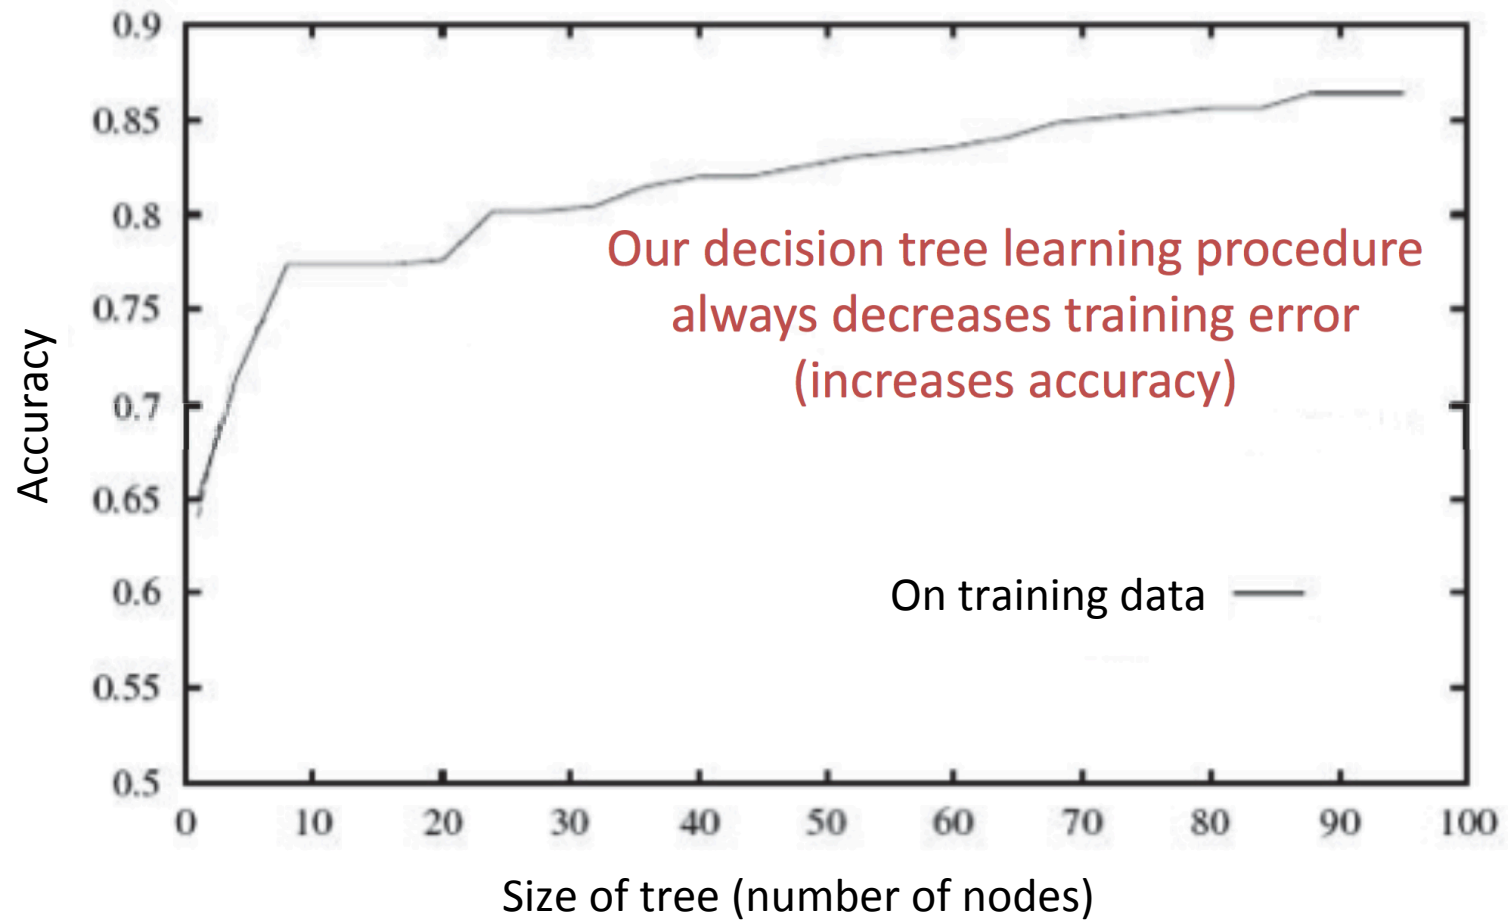 0.9
0.85
0.8
0.75
0.7
0.65
0.6
0.55
0.5
Accuracy
Our decision tree learning procedure
always decreases training error
(increases accuracy)
On training data
0 10 20 30 40 50 60 70 80 90 100
Size of tree (number of nodes)